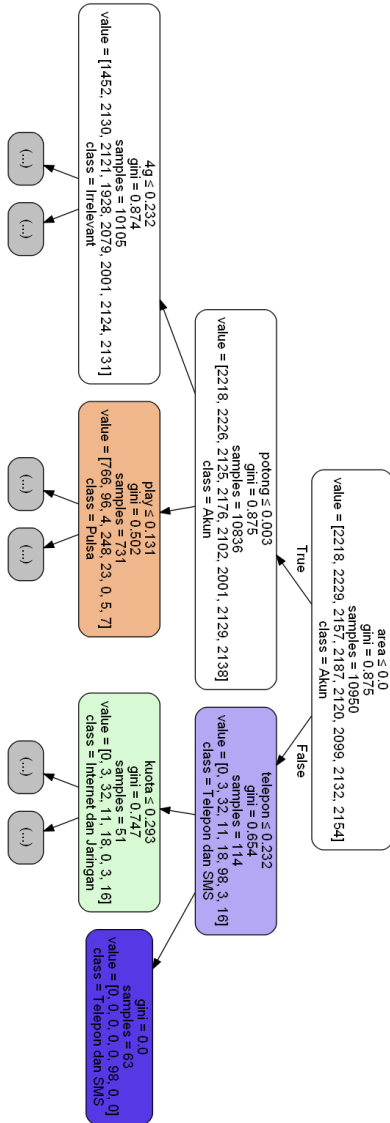 area ≤ 0.0
gini = 0.875
samples = 10950
value = [2218, 2229, 2157, 2187, 2120, 2099, 2132, 2154]
class = Akun
True
False
potong ≤ 0.003
gini = 0.875
samples = 10836
value = [2218, 2226, 2125, 2176, 2102, 2001, 2129, 2138]
class = Akun
telepon ≤ 0.232
gini = 0.654
samples = 114
value = [0, 3, 32, 11, 18, 98, 3, 16]
class = Telepon dan SMS
4g ≤ 0.232
gini = 0.874
samples = 10105
value = [1452, 2130, 2121, 1928, 2079, 2001, 2124, 2131]
class = Irrelevant
play ≤ 0.131
gini = 0.502
samples = 731
value = [766, 96, 4, 248, 23, 0, 5, 7]
class = Pulsa
kuota ≤ 0.293
gini = 0.747
samples = 51
value = [0, 3, 32, 11, 18, 0, 3, 16]
class = Internet dan Jaringan
gini = 0.0
samples = 63
value = [0, 0, 0, 0, 0, 98, 0, 0]
class = Telepon dan SMS
(...)
(...)
(...)
(...)
(...)
(...)